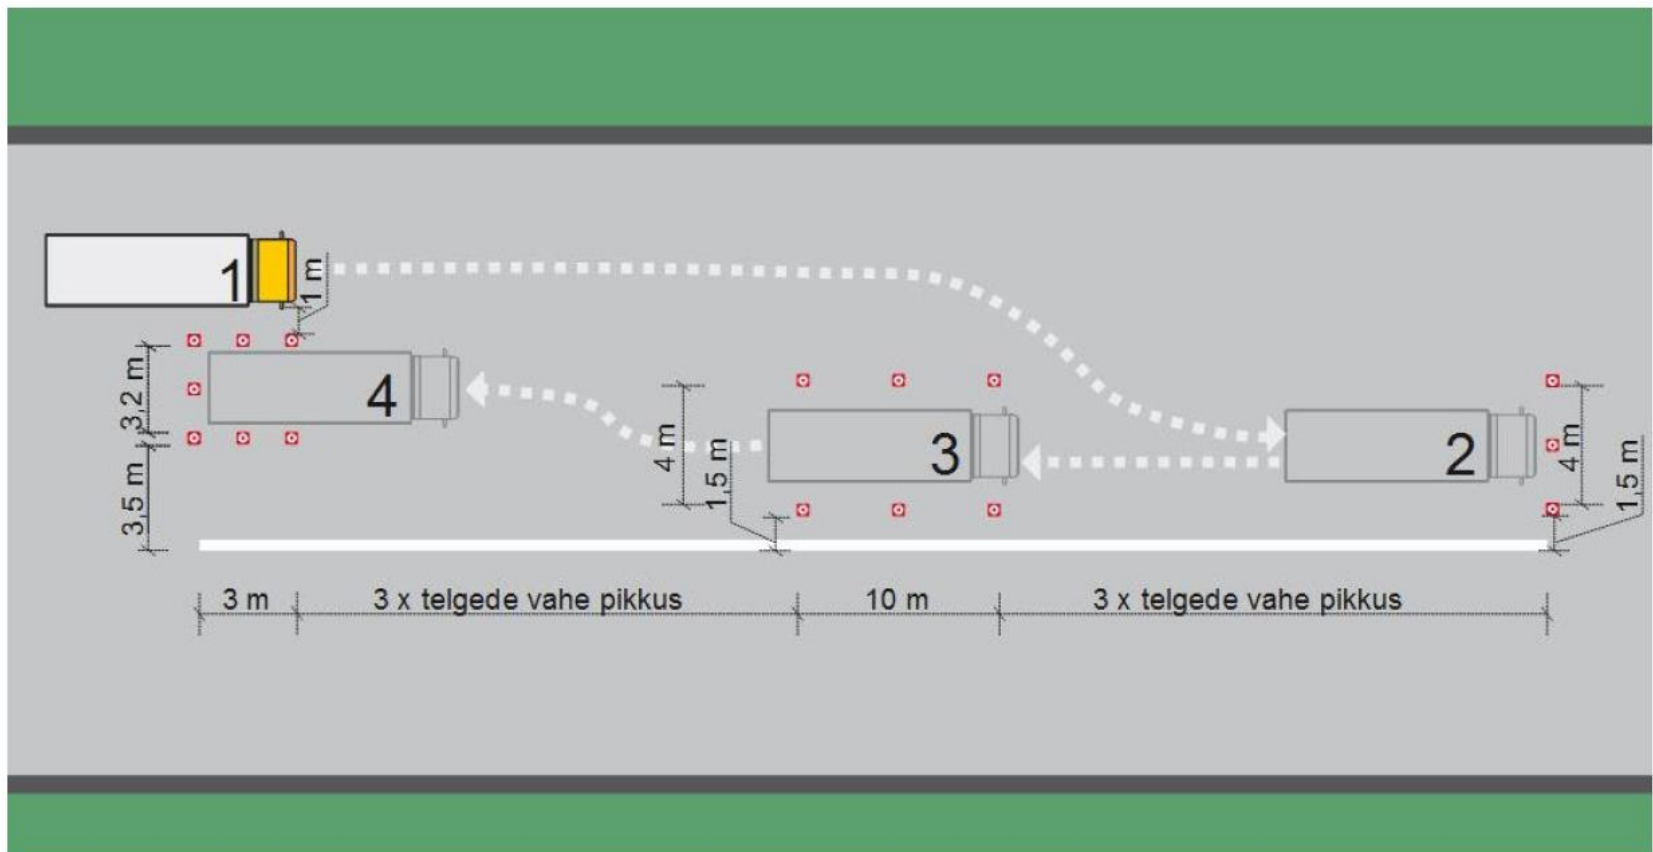 1
1 m
3,2 m
4
3,5 m
4 m
1,5 m
3
2
4 m
1,5 m
3 m
3 x telgede vahe pikkus
10 m
3 x telgede vahe pikkus